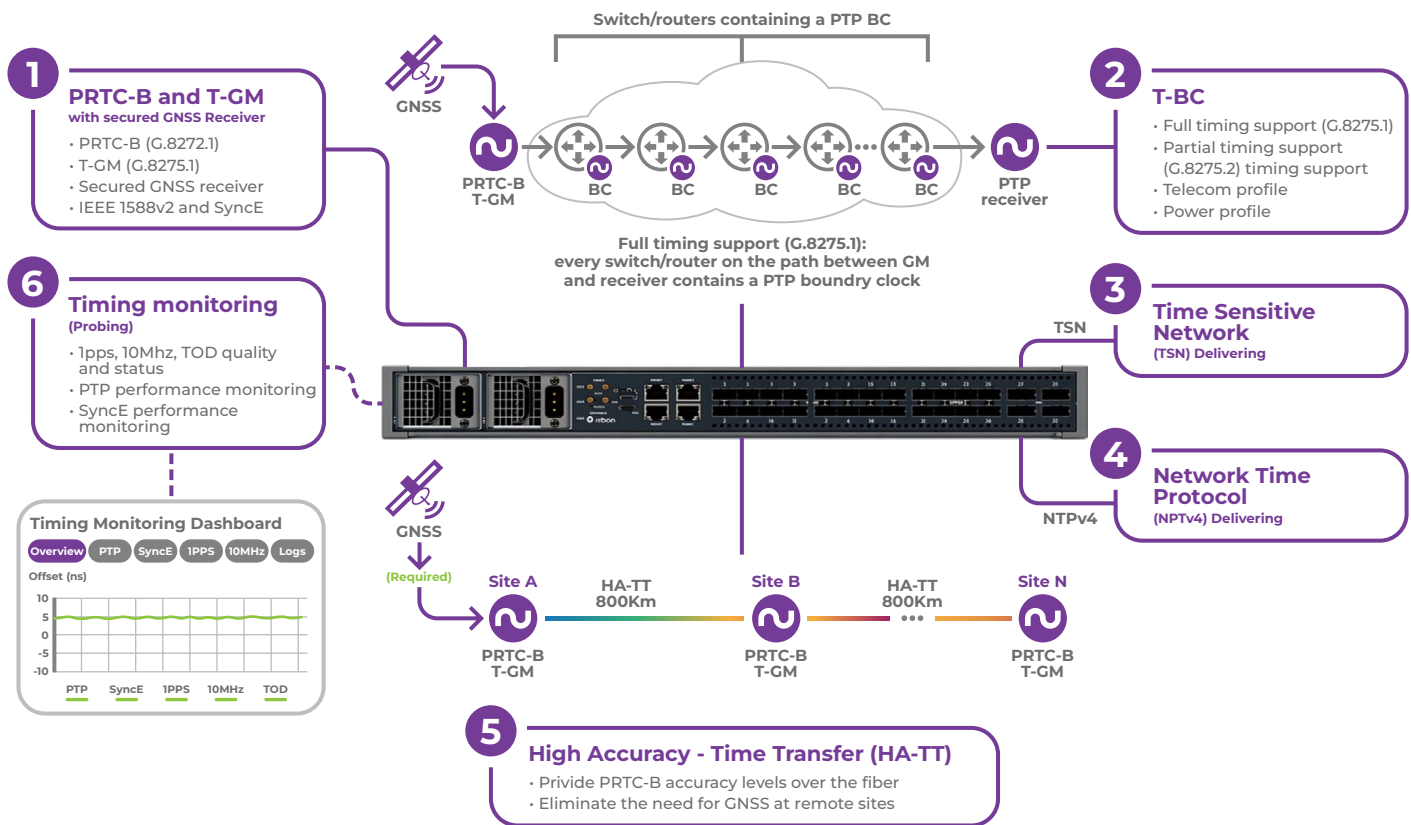 Switch/routers containing a PTP BC
1
PRTC-B and T-GM
with secured GNSS Receiver
• PRTC-B (G.8272.1)
• T-GM (G.8275.1)
• Secured GNSS receiver
• IEEE 1588v2 and SyncE
GNSS
PRTC-B
T-GM
BC
BC
BC
BC
BC
PTP
receiver
Full timing support (G.8275.1):
every switch/router on the path between GM
and receiver contains a PTP boundry clock
2
T-BC
• Full timing support (G.8275.1)
• Partial timing support
(G.8275.2) timing support
• Telecom profile
• Power profile
6
Timing monitoring
(Probing)
• 1pps, 10Mhz, TOD quality
and status
• PTP performance monitoring
• SyncE performance
monitoring
TSN
3
Time Sensitive
Network
(TSN) Delivering
ribbon
NTPv4
4
Network Time
Protocol
(NPTv4) Delivering
Timing Monitoring Dashboard
Overview PTP SyncE 1PPS 10MHz Logs
Offset (ns)
10
5
0
-5
-10
PTP SyncE 1PPS 10MHz TOD
GNSS
(Required)
Site A
PRTC-B
T-GM
HA-TT
800Km
Site B
PRTC-B
T-GM
HA-TT
800Km
Site N
PRTC-B
T-GM
5
High Accuracy - Time Transfer (HA-TT)
• Privide PRTC-B accuracy levels over the fiber
• Eliminate the need for GNSS at remote sites